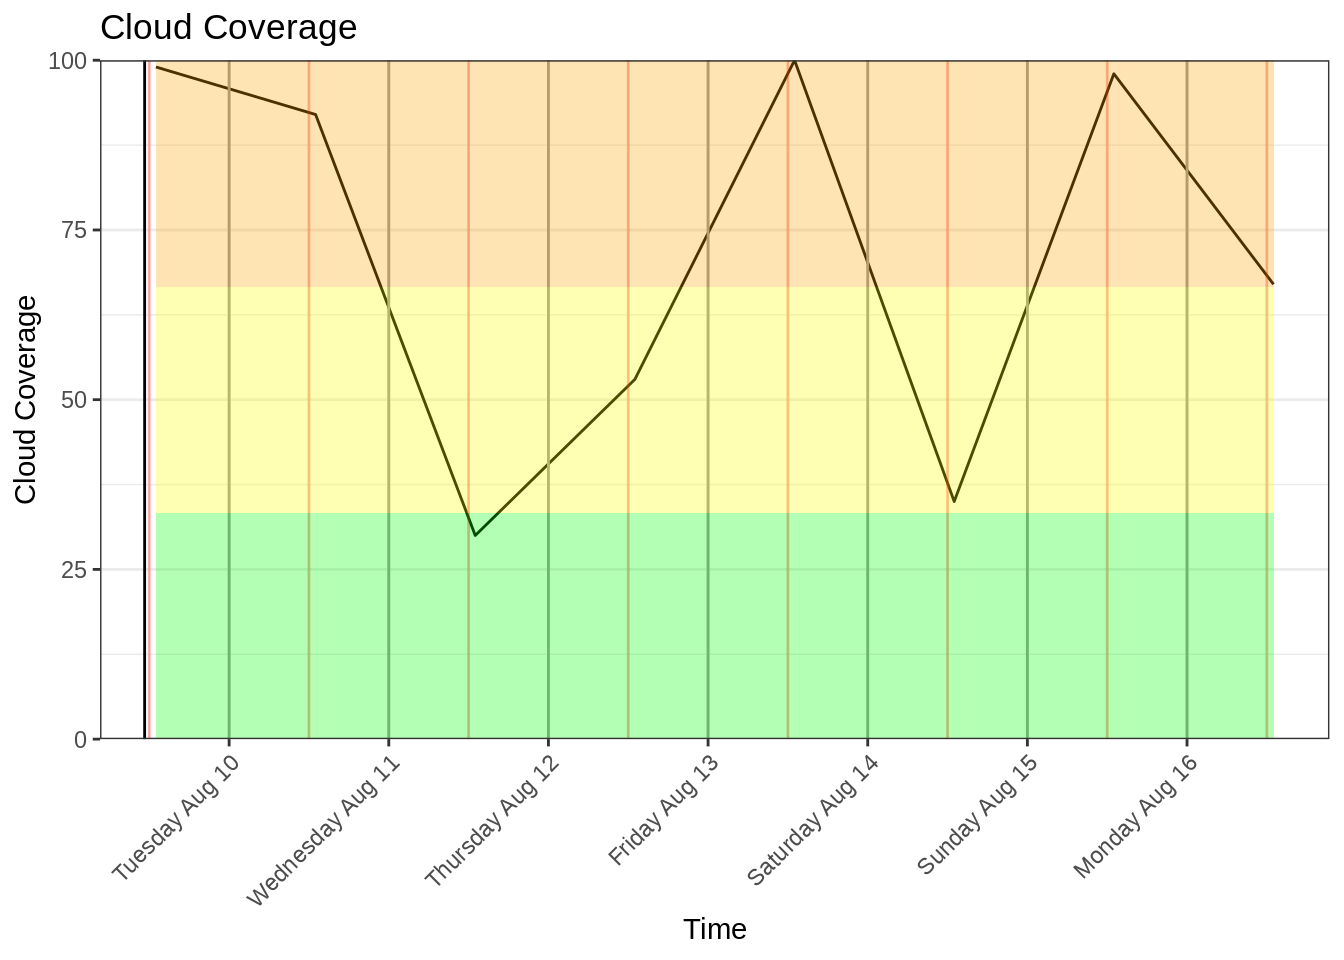 Cloud Coverage
100
75
50
25
0
Cloud Coverage
Tuesday Aug 10
Wednesday Aug 11
Thursday Aug 12
Friday Aug 13
Saturday Aug 14
Sunday Aug 15
Monday Aug 16
Time